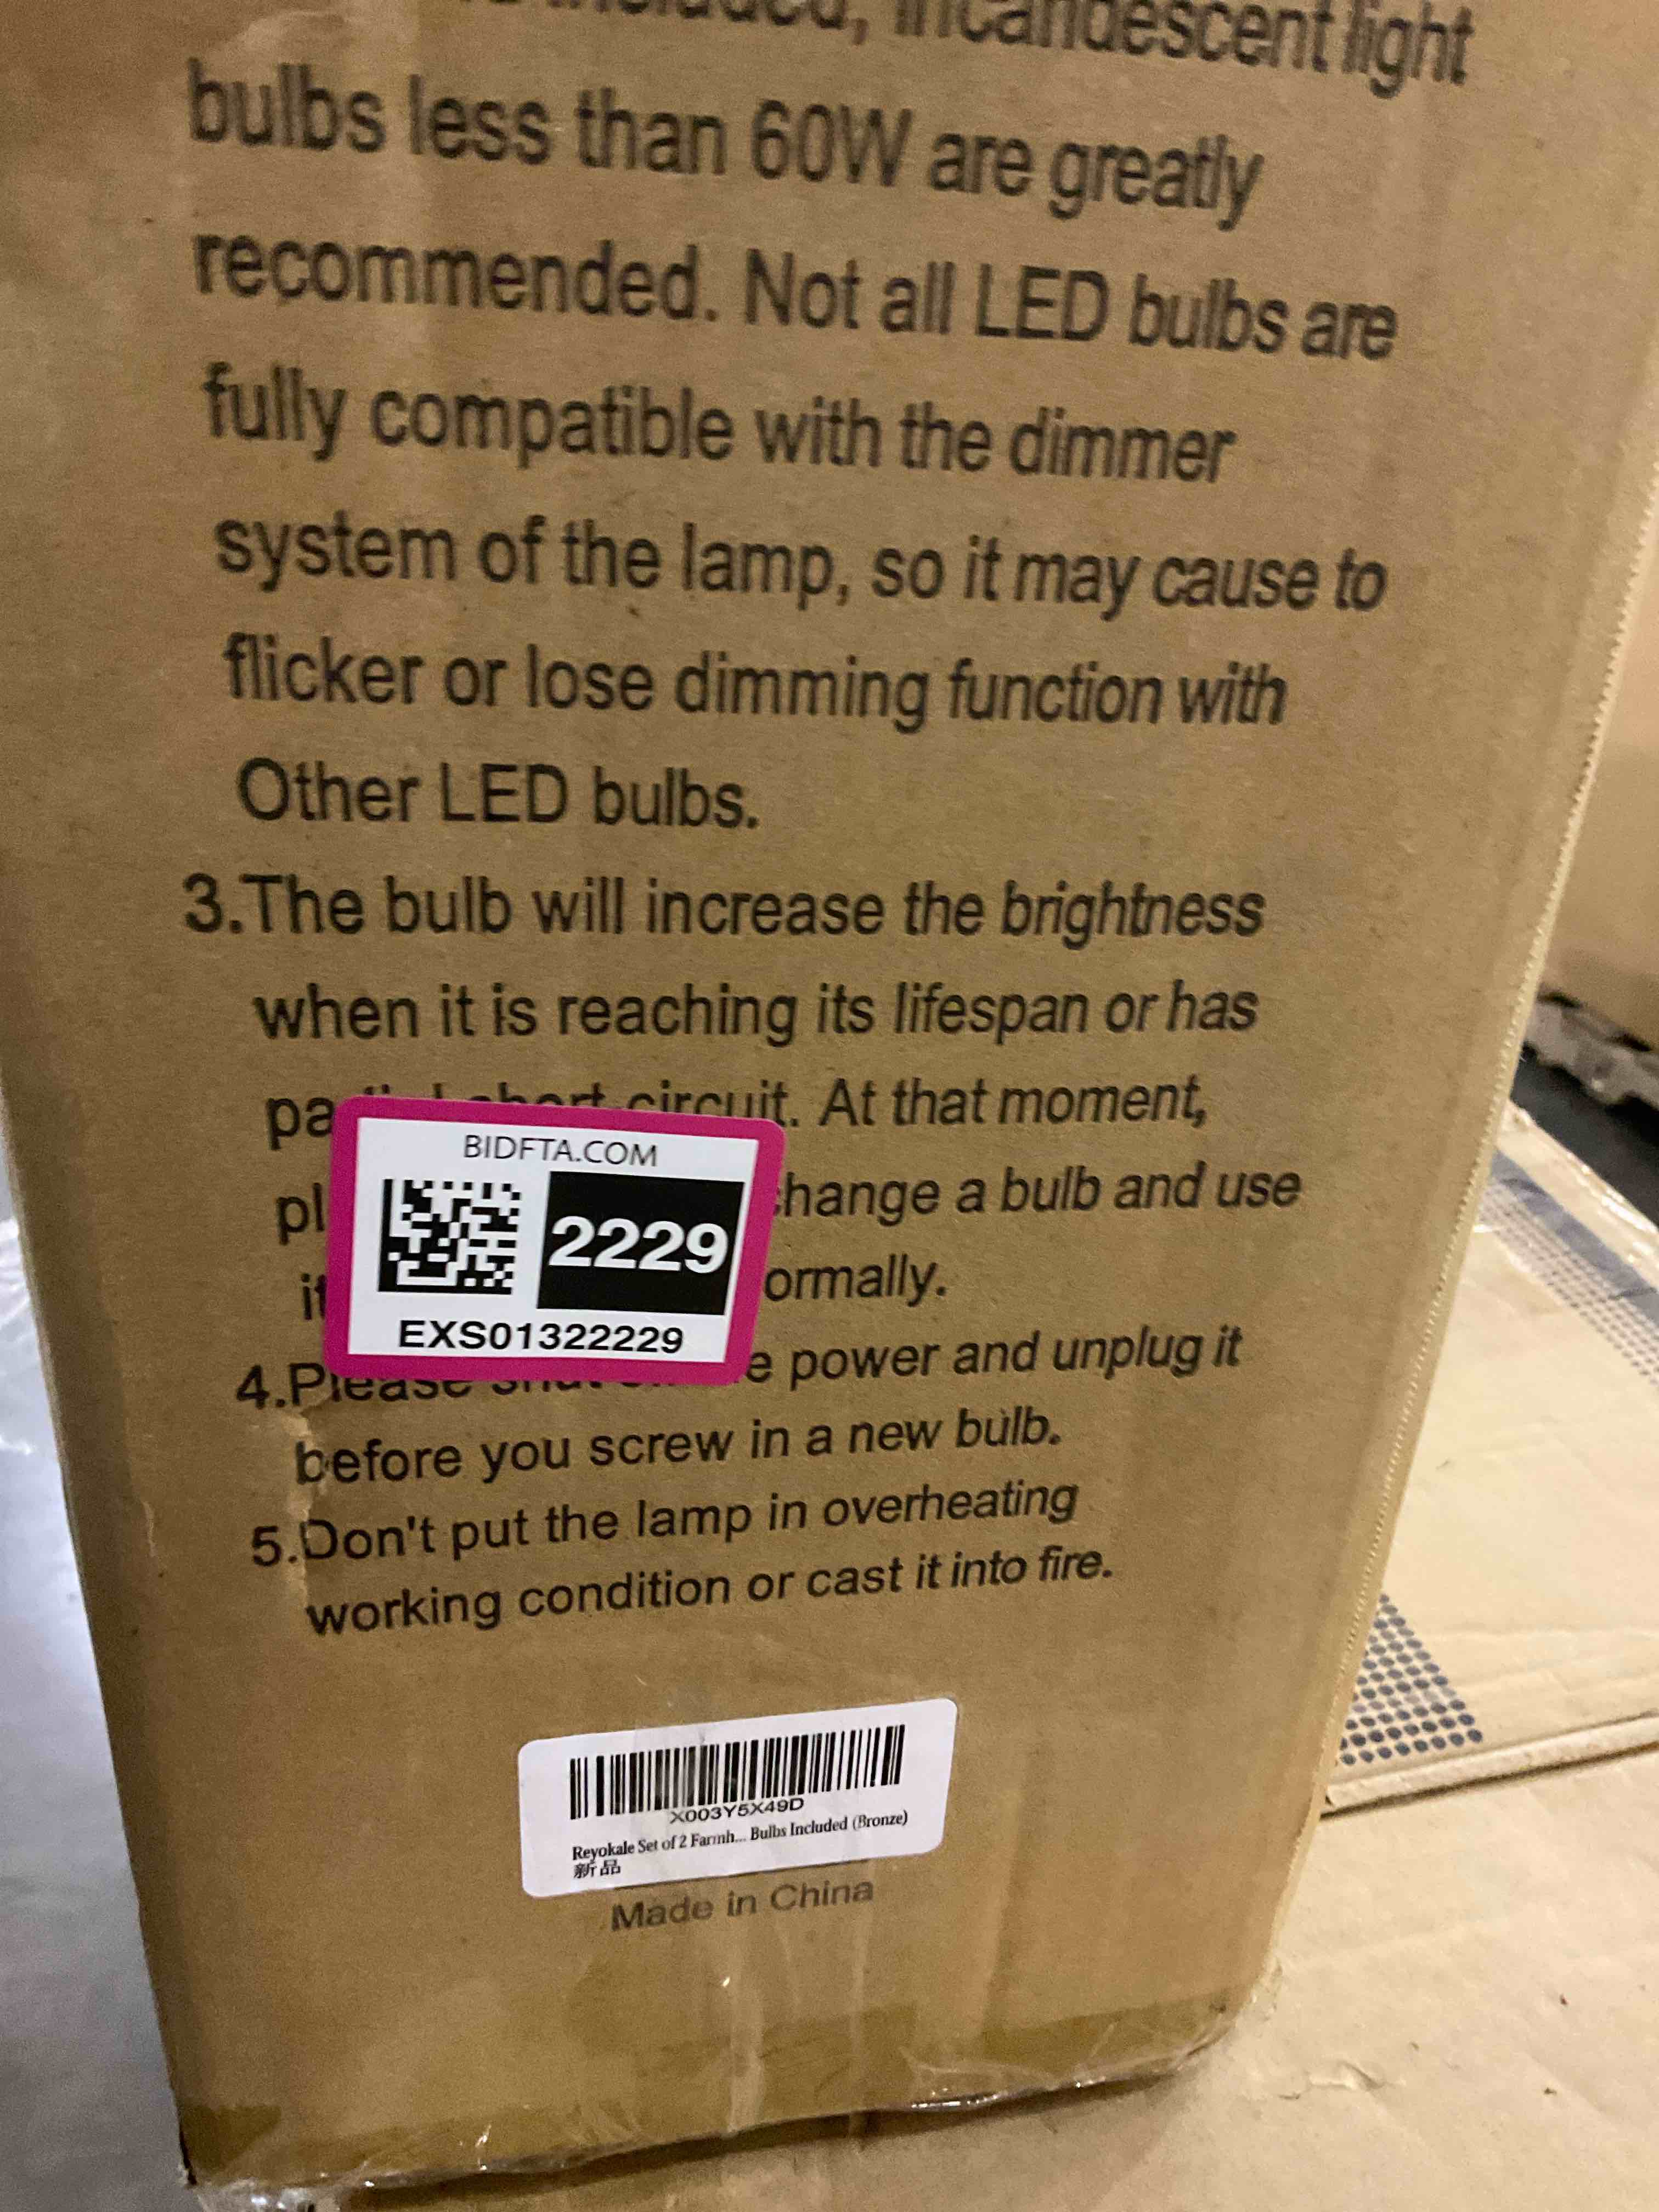 included, incandescent light
bulbs less than 60W are greatly
recommended. Not all LED bulbs are
fully compatible with the dimmer
system of the lamp, so it may cause to
flicker or lose dimming function with
Other LED bulbs.
3.The bulb will increase the brightness
when it is reaching its lifespan or has
short circuit. At that moment,
change a bulb and use
BIDFTA.COM
2229
EXS01322229
4.Please shut power and unplug it
before you screw in a new bulb.
5.Don't put the lamp in overheating
working condition or cast it into fire.
X003Y5X49D
Reyokale Set of 2 Farmh... Bulbs Included (Bronze)
新品
Made in China